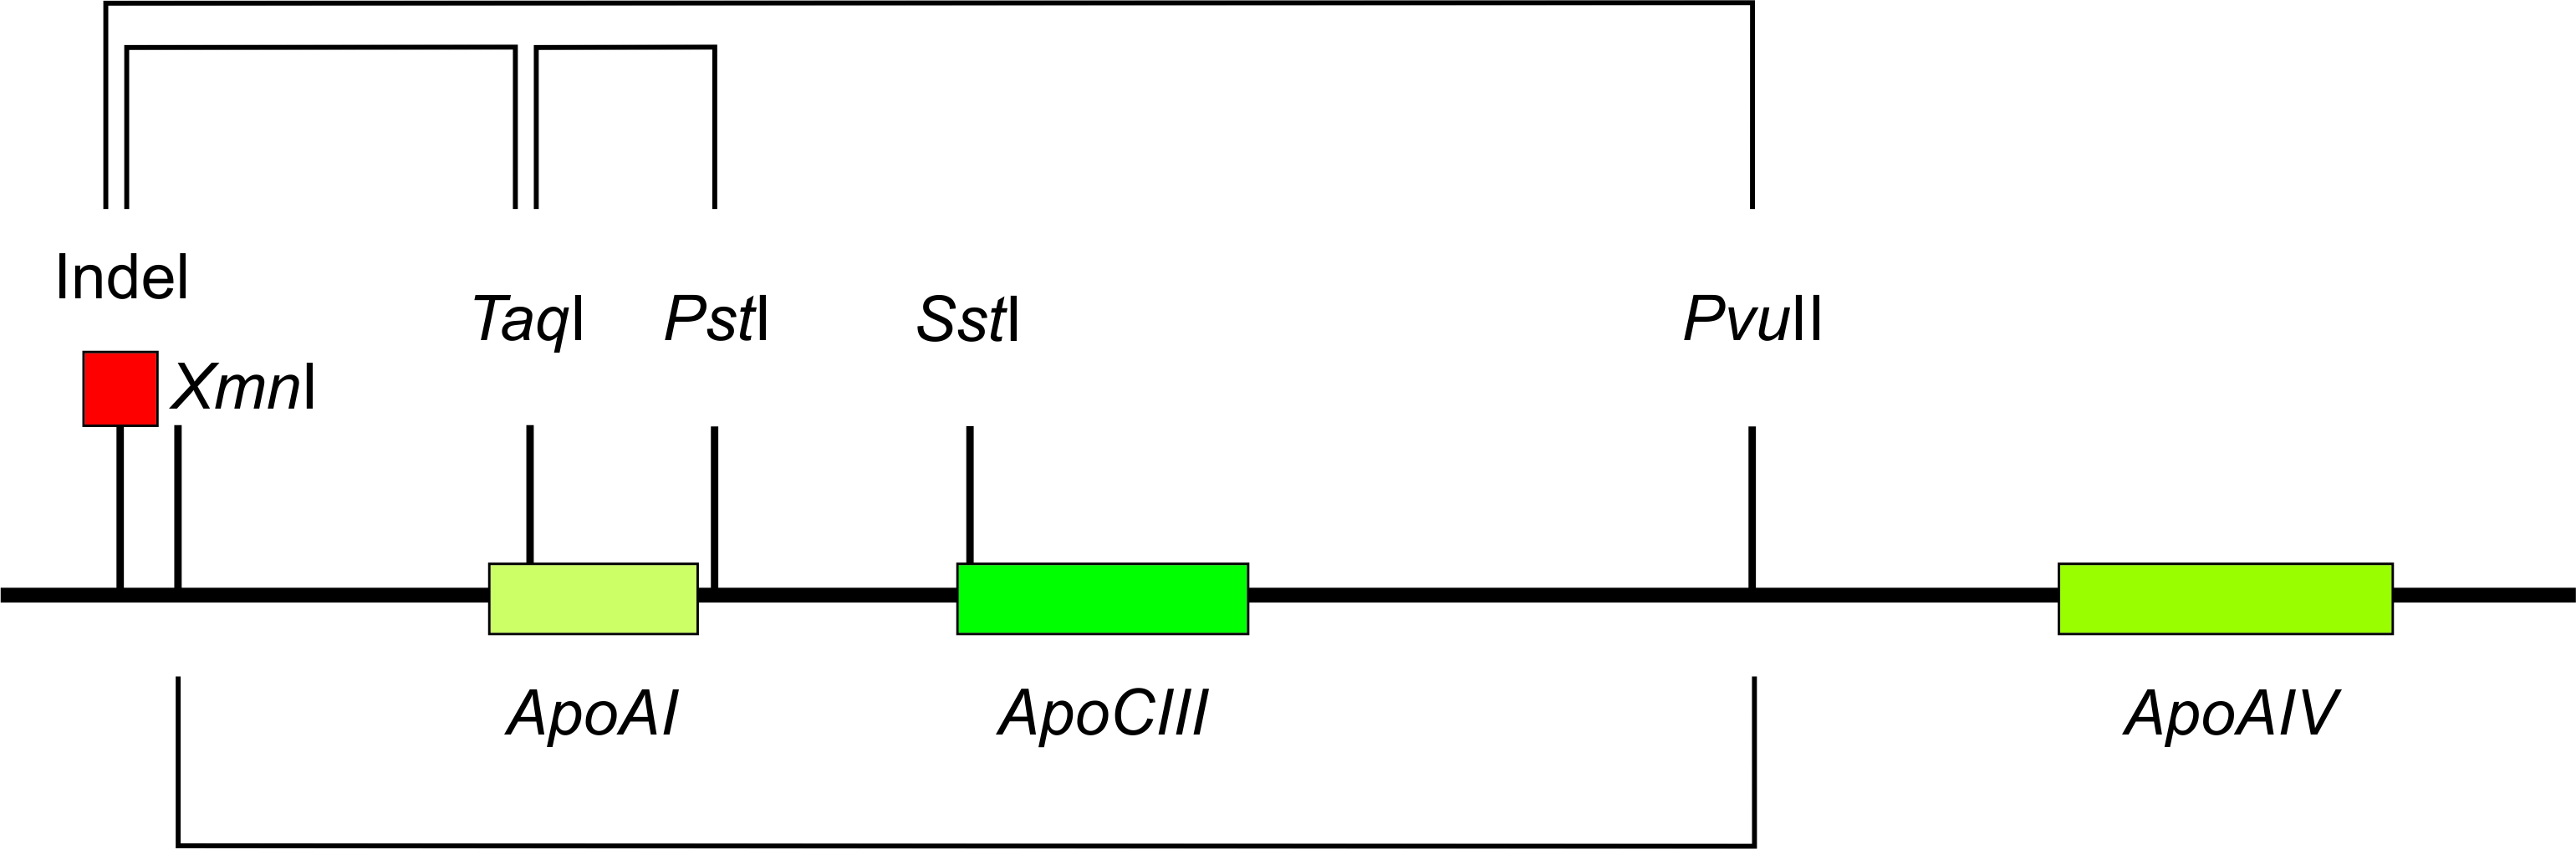 Indel
TaqI PstI SstI PvuII
XmnI
ApoAI ApoCIII ApoAIV